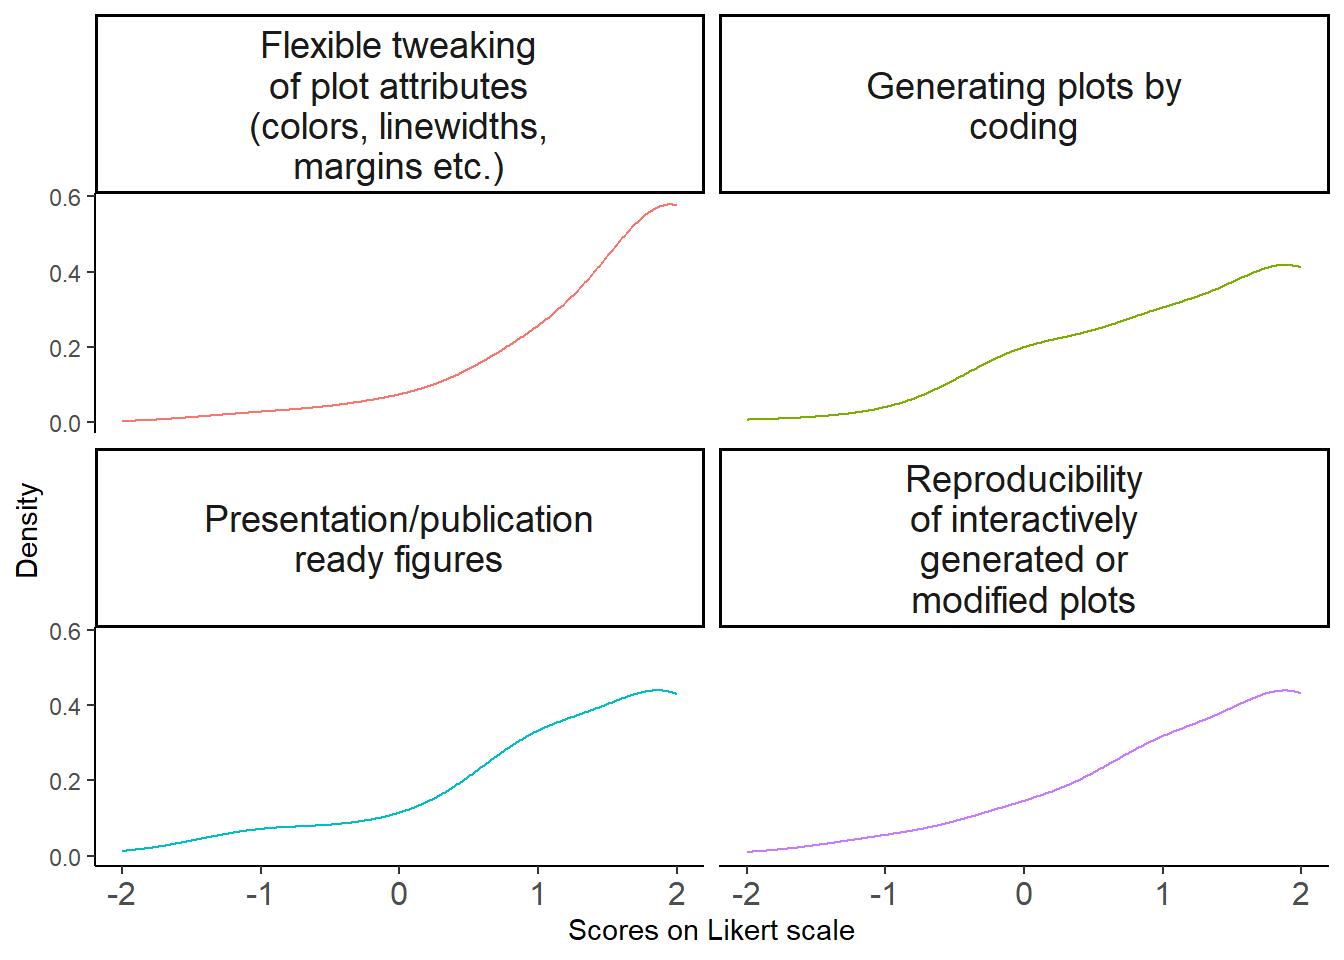 Flexible tweaking
of plot attributes
(colors, linewidths,
margins etc.)
Generating plots by
coding
0.6
0.4
0.2
0.0
Presentation/publication
ready figures
Reproducibility
of interactively
generated or
modified plots
0.6
0.4
0.2
0.0
Density
-2 -1 0 1 2
-2 -1 0 1 2
Scores on Likert scale